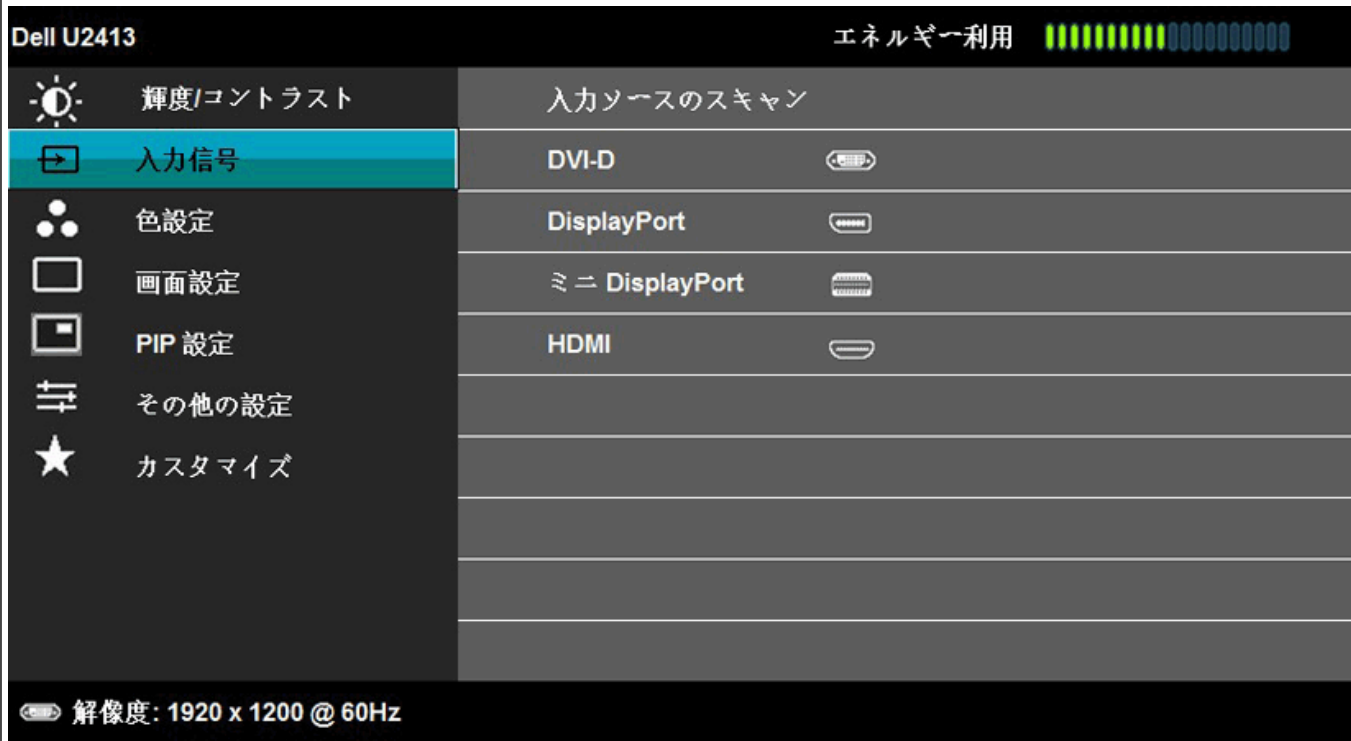 Dell U2413 エネルギー利用
輝度/コントラスト 入力ソースのスキャン
入力信号 DVI-D
色設定 DisplayPort
画面設定 ミニ DisplayPort
PIP 設定 HDMI
その他の設定
カスタマイズ
解像度: 1920 x 1200 @ 60Hz